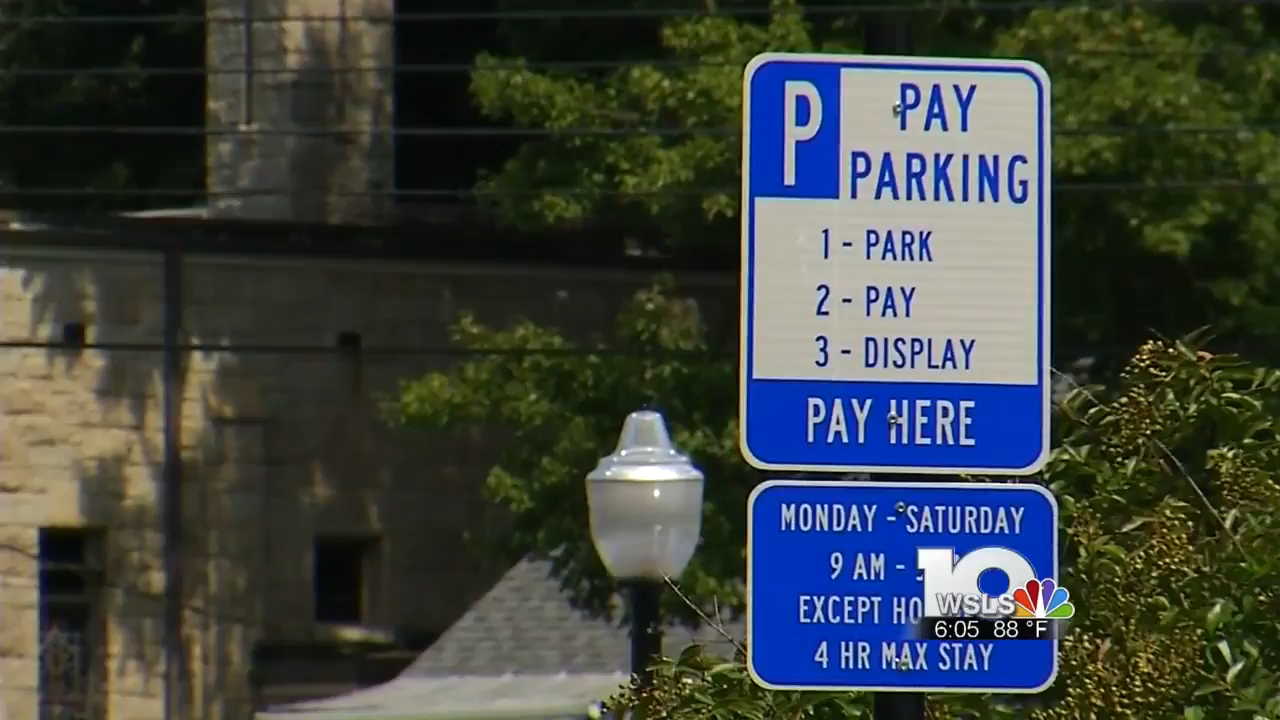 P
PAY
PARKING
1 - PARK
2 - PAY
3 - DISPLAY
PAY HERE
MONDAY - SATURDAY
9 AM -
EXCEPT
4 HR MAX STAY
10
WSLS
6:05 88 °F